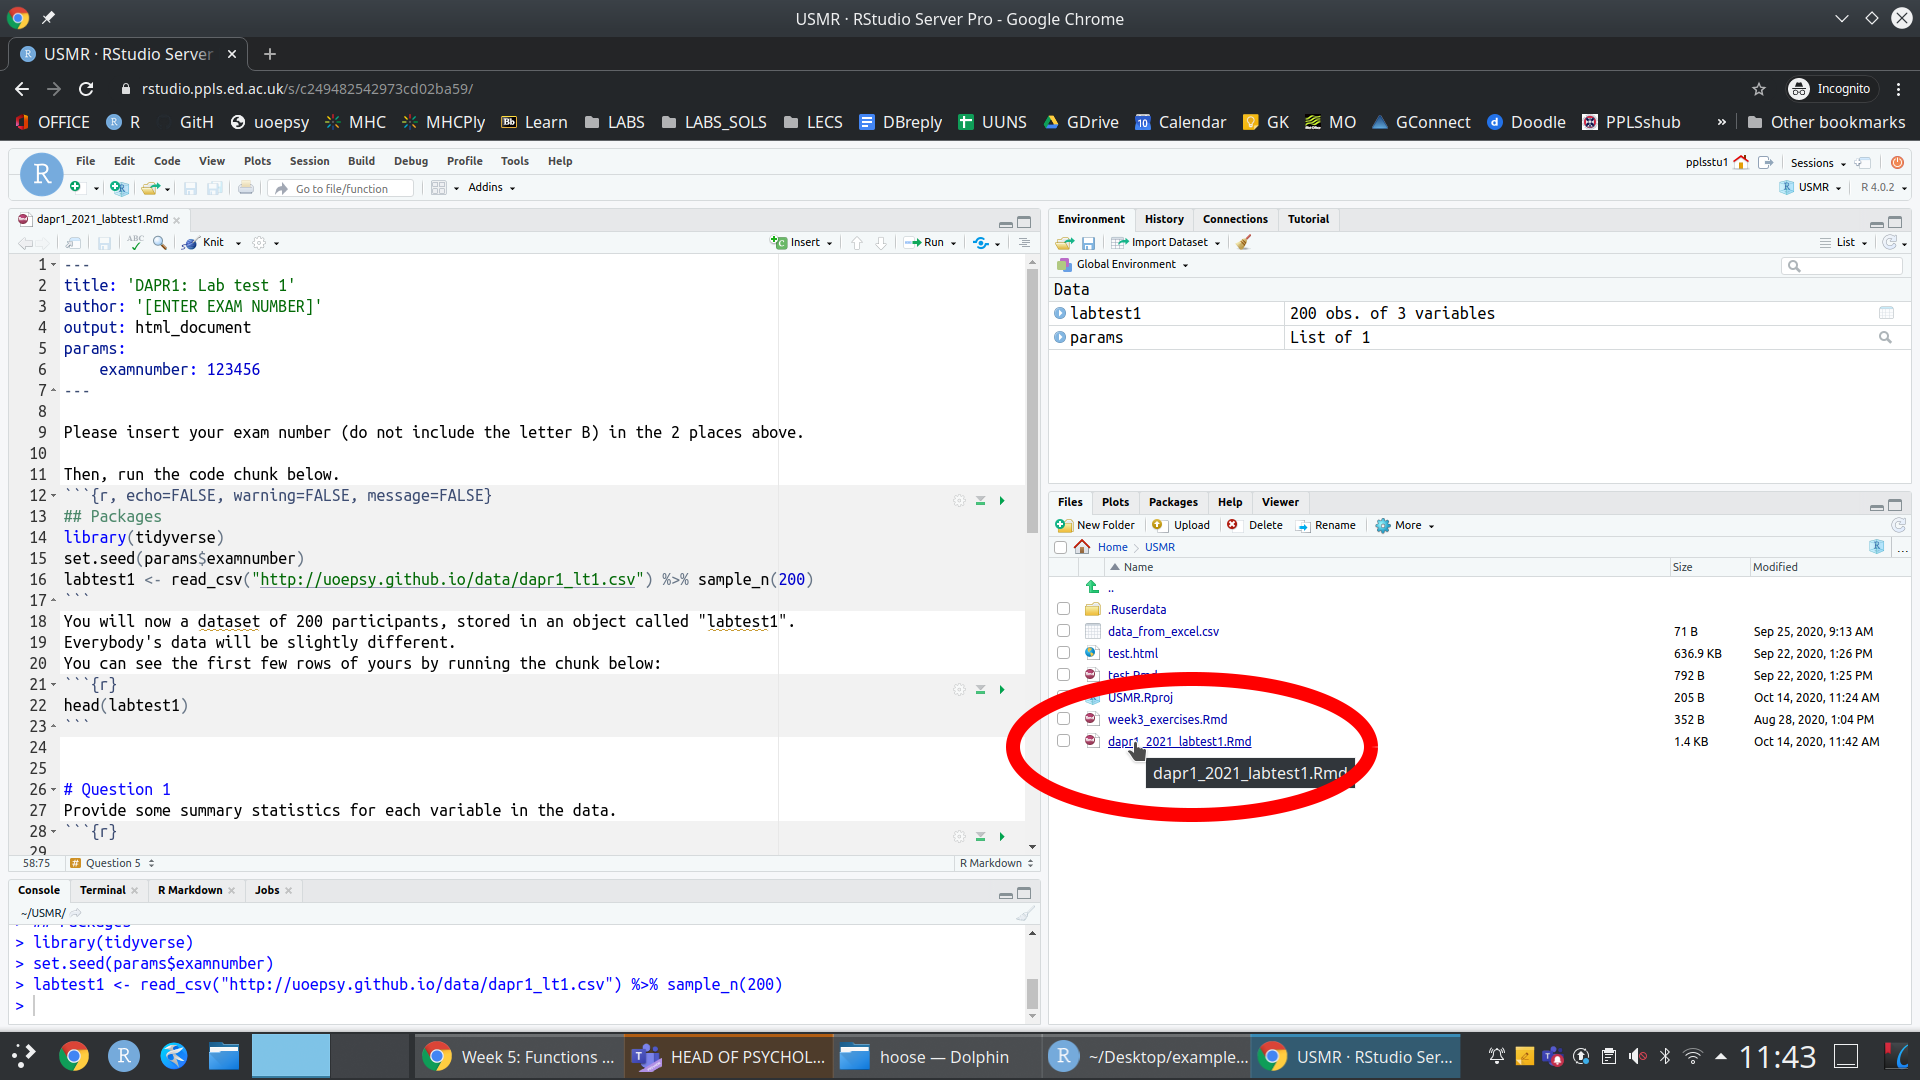 USMR · RStudio Server Pro - Google Chrome
USMR · RStudio Server
rstudio.ppls.ed.ac.uk/s/c249482542973cd02ba59/
Incognito
OFFICE R GitH uoepsy MHC MHCPly Learn LABS LABS_SOLS LECS DBreply UUNS GDrive Calendar GK MO GConnect Doodle PPLSshub » Other bookmarks
File Edit Code View Plots Session Build Debug Profile Tools Help
pplsstu1 Sessions
Go to file/function Addins
USMR R 4.0.2
dapr1_2021_labtest1.Rmd
Knit Insert Run
1 ---
2 title: 'DAPR1: Lab test 1'
3 author: '[ENTER EXAM NUMBER]'
4 output: html_document
5 params:
6 examnumber: 123456
7 ---
8
9 Please insert your exam number (do not include the letter B) in the 2 places above.
10
11 Then, run the code chunk below.
12 ```{r, echo=FALSE, warning=FALSE, message=FALSE}
13 ## Packages
14 library(tidyverse)
15 set.seed(params$examnumber)
16 labtest1 <- read_csv("http://uoepsy.github.io/data/dapr1_lt1.csv") %>% sample_n(200)
17 ```
18 You will now a dataset of 200 participants, stored in an object called "labtest1".
19 Everybody's data will be slightly different.
20 You can see the first few rows of yours by running the chunk below:
21 ```{r}
22 head(labtest1)
23 ```
24
25
26 # Question 1
27 Provide some summary statistics for each variable in the data.
28 ```{r}
29
58:75 # Question 5 R Markdown
Console Terminal R Markdown Jobs
~/USMR/
> ## Packages
> library(tidyverse)
> set.seed(params$examnumber)
> labtest1 <- read_csv("http://uoepsy.github.io/data/dapr1_lt1.csv") %>% sample_n(200)
>
Environment History Connections Tutorial
Import Dataset List
Global Environment
Data
labtest1 200 obs. of 3 variables
params List of 1
Files Plots Packages Help Viewer
New Folder Upload Delete Rename More
Home > USMR ...
Name Size Modified
..
.Ruserdata
data_from_excel.csv 71 B Sep 25, 2020, 9:13 AM
test.html 636.9 KB Sep 22, 2020, 1:26 PM
test.Rmd 792 B Sep 22, 2020, 1:25 PM
USMR.Rproj 205 B Oct 14, 2020, 11:24 AM
week3_exercises.Rmd 352 B Aug 28, 2020, 1:04 PM
dapr1_2021_labtest1.Rmd 1.4 KB Oct 14, 2020, 11:42 AM
dapr1_2021_labtest1.Rmd
Week 5: Functions ... HEAD OF PSYCHOL... hoose — Dolphin ~/Desktop/example... USMR · RStudio Ser... 11:43